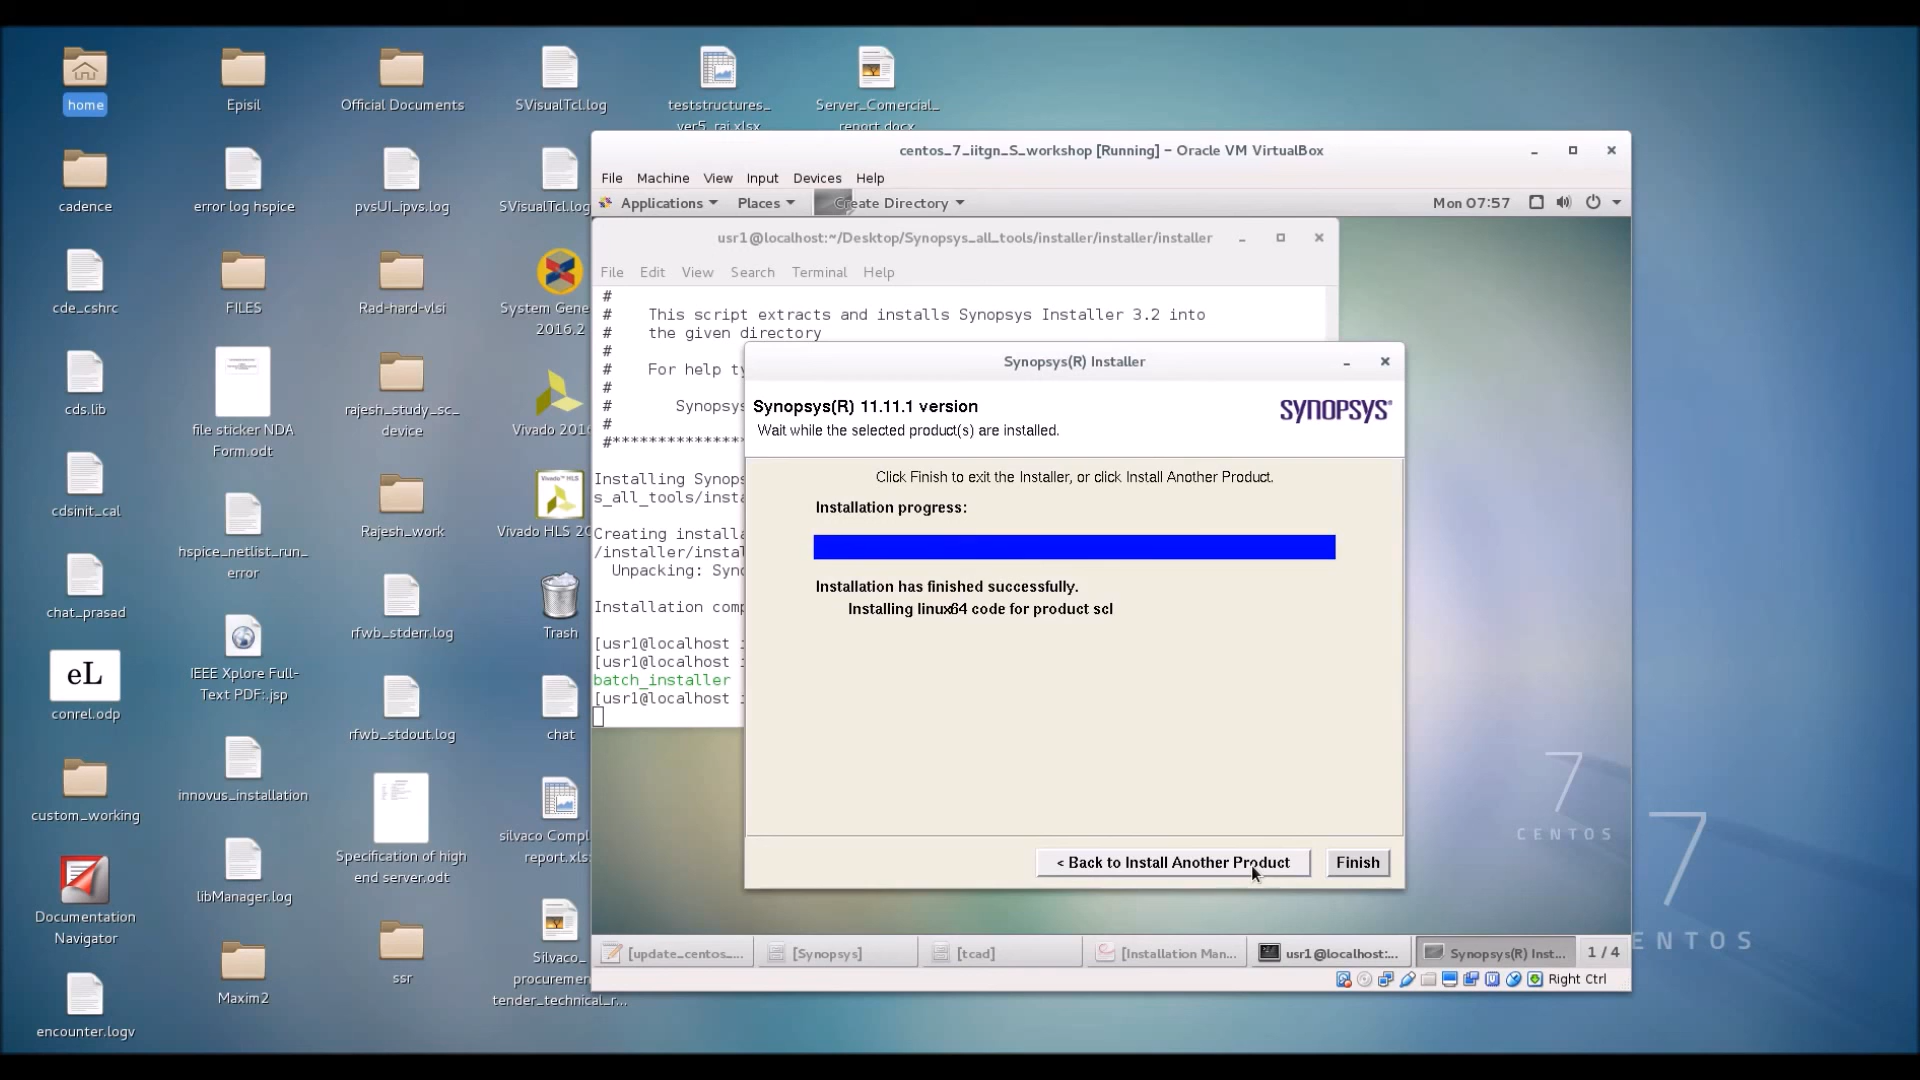 home
Episil
Official Documents
SVisualTcl.log
teststructures_
ver5_raj.xlsx
Server_Comercial_
report.docx
cadence
error log hspice
pvsUI_ipvs.log
SVisualTcl.log
cde_cshrc
FILES
Rad-hard-vlsi
System Gene
2016.2
cds.lib
file sticker NDA
Form.odt
rajesh_study_sc_
device
Vivado 2016
cdsinit_cal
hspice_netlist_run_
error
Rajesh_work
Vivado™ HLS
Vivado HLS 20
chat_prasad
IEEE Xplore Full-
Text PDF:.jsp
rfwb_stderr.log
Trash
eL
conrel.odp
innovus_installation
rfwb_stdout.log
chat
custom_working
libManager.log
Specification of high
end server.odt
silvaco Compl
report.xls
Documentation
Navigator
Maxim2
ssr
Silvaco_
procuremen
tender_technical_r...
encounter.logv
centos_7_iitgn_S_workshop [Running] – Oracle VM VirtualBox
File Machine View Input Devices Help
Applications Places Create Directory Mon 07:57
usr1@localhost:~/Desktop/Synopsys_all_tools/installer/installer/installer
File Edit View Search Terminal Help
#
# This script extracts and installs Synopsys Installer 3.2 into
# the given directory
#
# For help ty
#
# Synopsys
#
#**************
Installing Synops
s_all_tools/insta
Creating installa
/installer/instal
Unpacking: Syno
Installation comp
[usr1@localhost i
[usr1@localhost i
batch_installer
[usr1@localhost i
Synopsys(R) Installer
Synopsys(R) 11.11.1 version
SYNOPSYS®
Wait while the selected product(s) are installed.
Click Finish to exit the Installer, or click Install Another Product.
Installation progress:
Installation has finished successfully.
Installing linux64 code for product scl
< Back to Install Another Product
Finish
7
CENTOS
7
ENTOS
[update_centos_...
[Synopsys]
[tcad]
[Installation Man...
usr1@localhost:...
Synopsys(R) Inst...
1 / 4
Right Ctrl